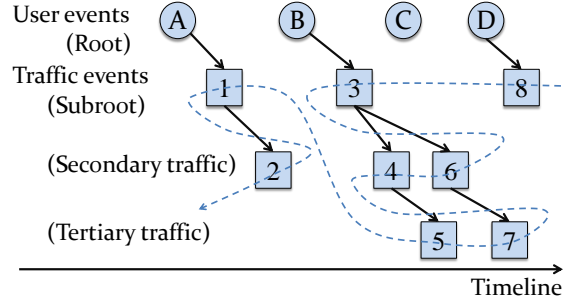 User events A B C D
(Root)
Traffic events 1 3 8
(Subroot)
(Secondary traffic) 2 4 6
(Tertiary traffic) 5 7
Timeline